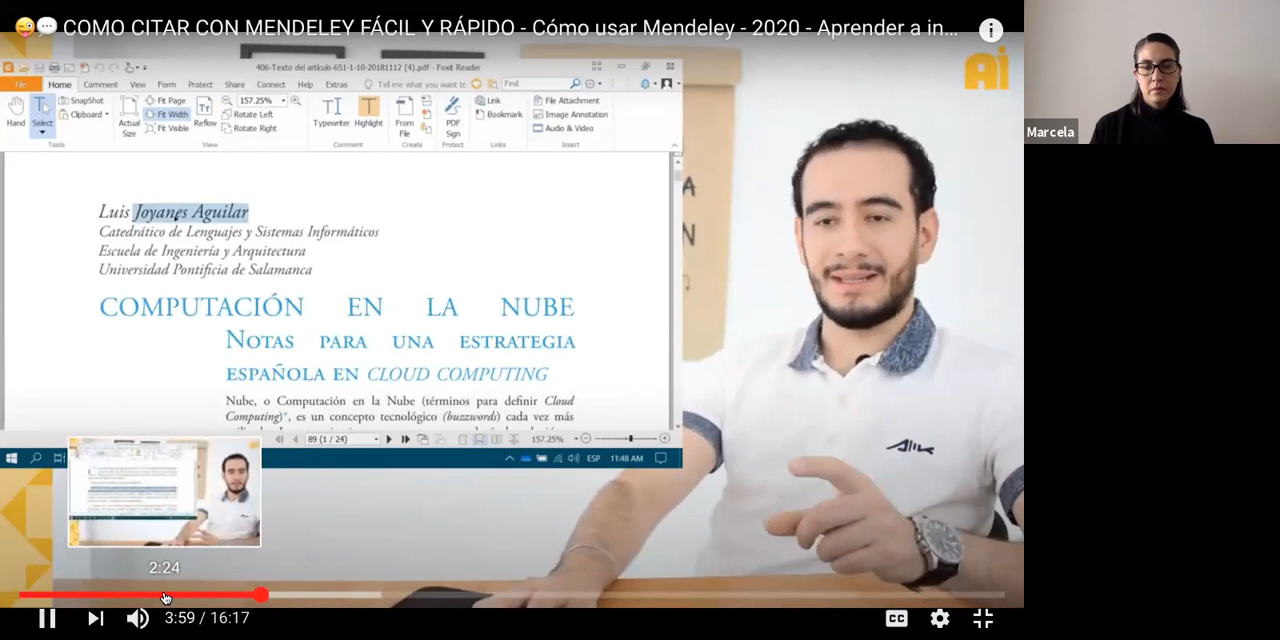 😜💬 COMO CITAR CON MENDELEY FÁCIL Y RÁPIDO - Cómo usar Mendeley - 2020 - Aprender a in...
Ai
Marcela
406-Texto del artículo-651-1-10-20181112 (4).pdf - Foxit Reader
File Home Comment View Form Protect Share Connect Help Extras Tell me what you want... Find
Hand
Select
SnapShot
Clipboard
Tools
Actual Size
Fit Page
Fit Width
Fit Visible
Reflow
157.25%
Rotate Left
Rotate Right
View
Typewriter
Highlight
Comment
From File
Create
PDF Sign
Protect
Link
Bookmark
Links
File Attachment
Image Annotation
Audio & Video
Insert
Luis Joyanes Aguilar
Catedrático de Lenguajes y Sistemas Informáticos
Escuela de Ingeniería y Arquitectura
Universidad Pontificia de Salamanca
COMPUTACIÓN EN LA NUBE
NOTAS PARA UNA ESTRATEGIA
ESPAÑOLA EN CLOUD COMPUTING
Nube, o Computación en la Nube (términos para definir Cloud
Computing)*, es un concepto tecnológico (buzzwords) cada vez más
89 (1 / 24)
157.25%
ESP 11:48 AM
A
N
2:24
3:59 / 16:17
CC